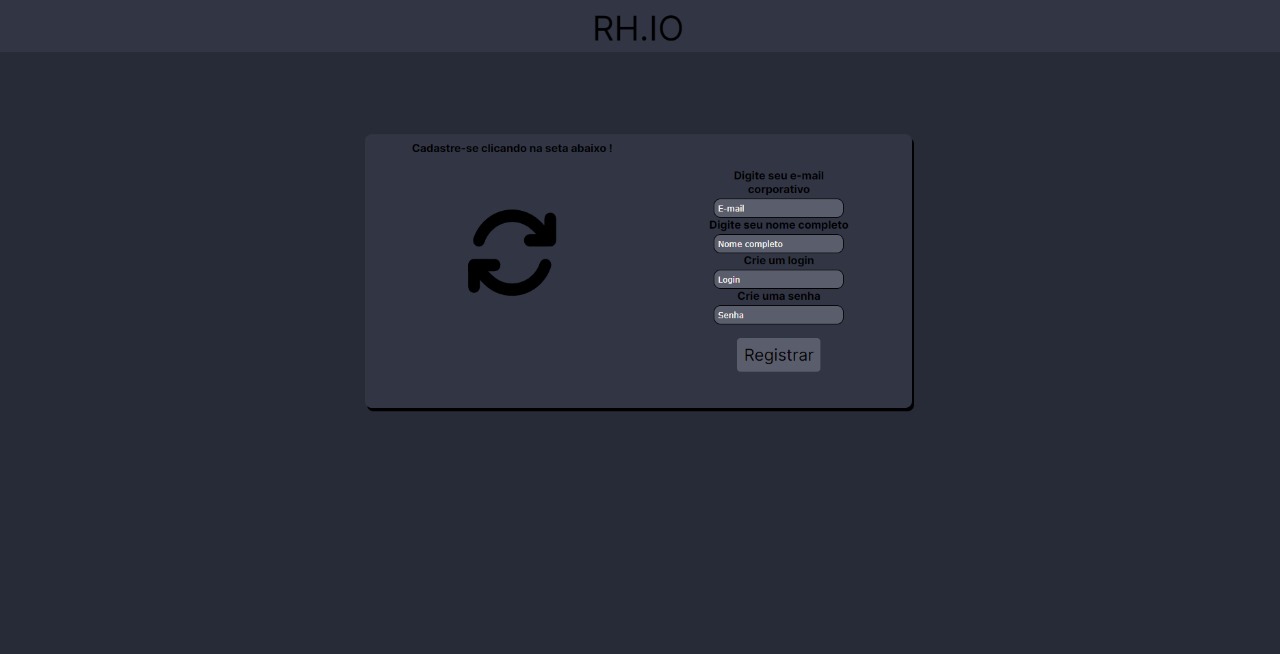 RH.IO
Cadastre-se clicando na seta abaixo !
Digite seu e-mail
corporativo
E-mail
Digite seu nome completo
Nome completo
Crie um login
Login
Crie uma senha
Senha
Registrar